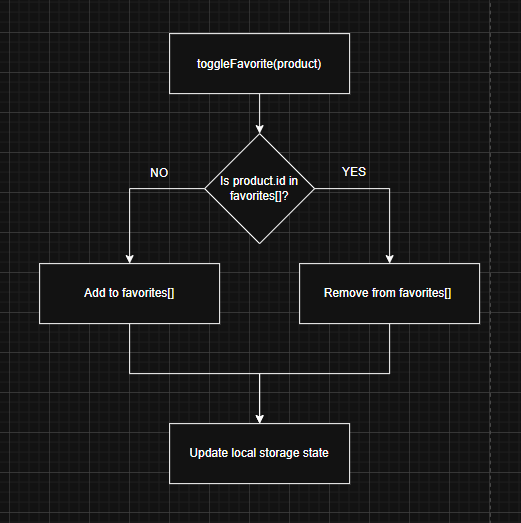 toggleFavorite(product)
Is product.id in
favorites[]?
NO
YES
Add to favorites[]
Remove from favorites[]
Update local storage state